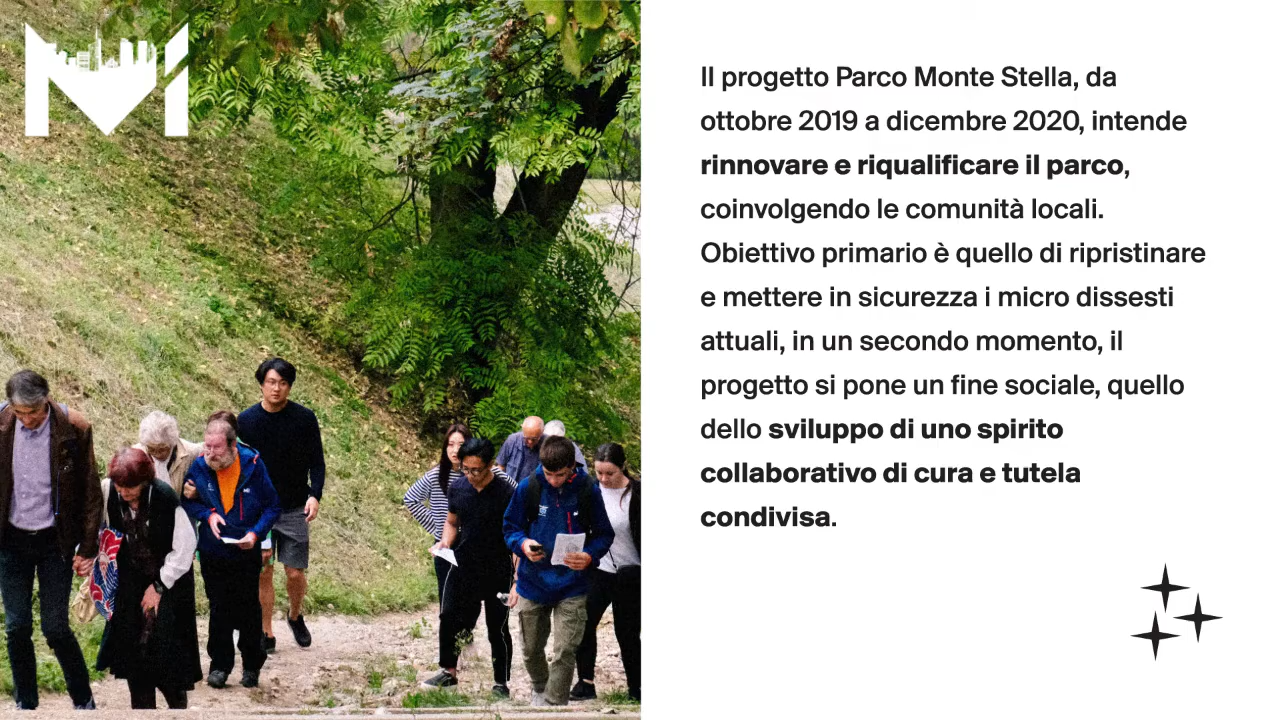 Il progetto Parco Monte Stella, da
ottobre 2019 a dicembre 2020, intende
rinnovare e riqualificare il parco,
coinvolgendo le comunità locali.
Obiettivo primario è quello di ripristinare
e mettere in sicurezza i micro dissesti
attuali, in un secondo momento, il
progetto si pone un fine sociale, quello
dello sviluppo di uno spirito
collaborativo di cura e tutela
condivisa.